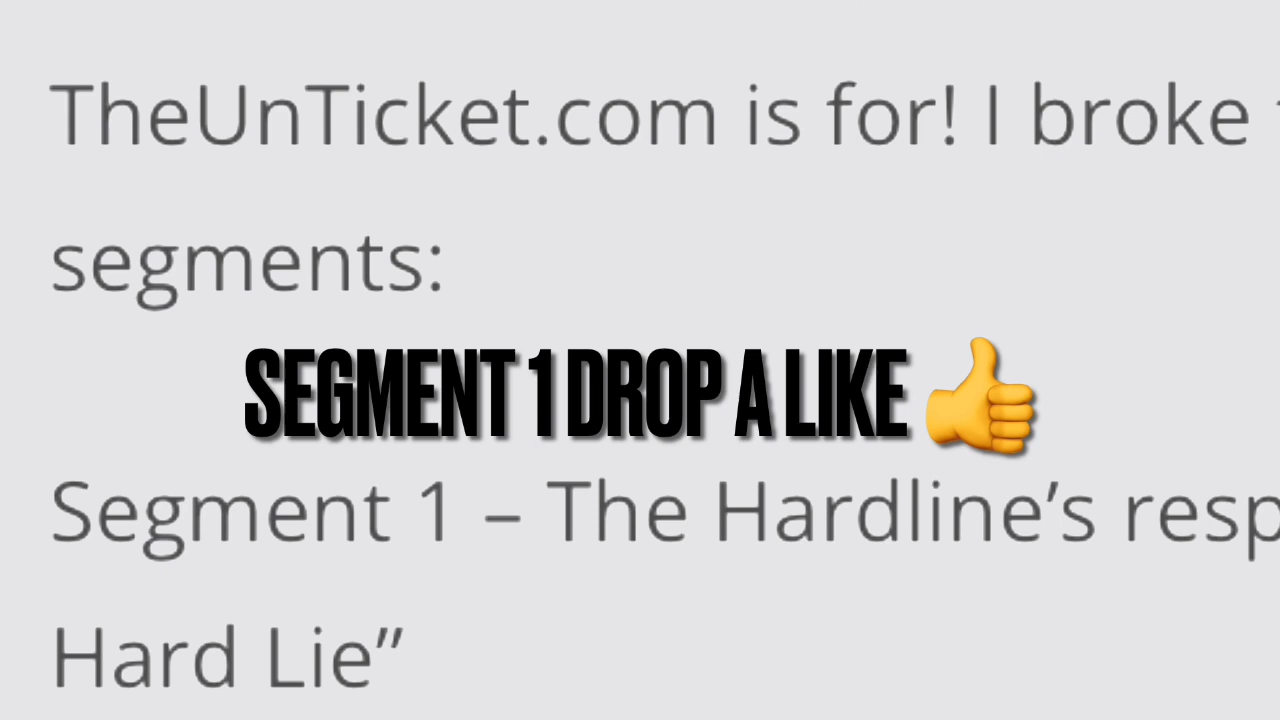 TheUnTicket.com is for! I broke
segments:
SEGMENT 1 DROP A LIKE 👍
Segment 1 – The Hardline’s resp
Hard Lie”